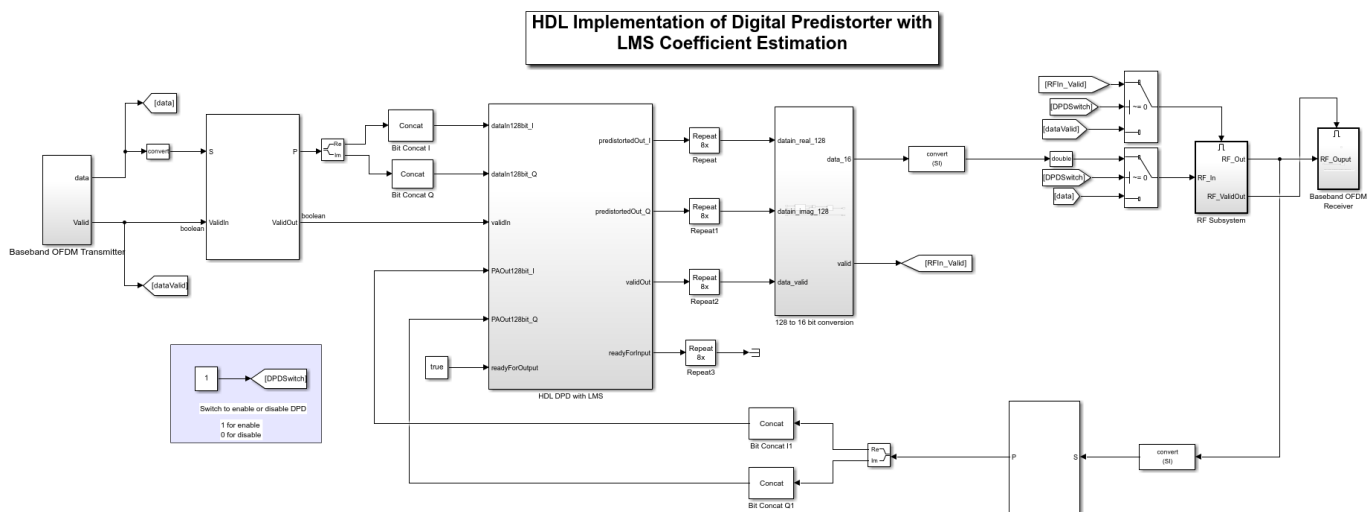 HDL Implementation of Digital Predistorter with
LMS Coefficient Estimation
[data]
convert
data
Valid
boolean
Baseband OFDM Transmitter
[dataValid]
S
P
ValidIn
ValidOut
boolean
Re
Im
Concat
Bit Concat I
Concat
Bit Concat Q
dataIn128bit_I
dataIn128bit_Q
validIn
PAOut128bit_I
PAOut128bit_Q
readyForOutput
predistortedOut_I
predistortedOut_Q
validOut
readyForInput
HDL DPD with LMS
true
Repeat
8x
Repeat
Repeat
8x
Repeat1
Repeat
8x
Repeat2
Repeat
8x
Repeat3
datain_real_128
datain_imag_128
data_valid
data_16
valid
128 to 16 bit conversion
[RFIn_Valid]
convert
(SI)
[RFIn_Valid]
[DPDSwitch]
[dataValid]
~= 0
double
[DPDSwitch]
[data]
~= 0
RF_In
RF_Out
RF_ValidOut
RF Subsystem
RF_Ouput
Baseband OFDM
Receiver
1
[DPDSwitch]
Switch to enable or disable DPD
1 for enable
0 for disable
Concat
Bit Concat I1
Concat
Bit Concat Q1
Re
Im
P
S
convert
(SI)